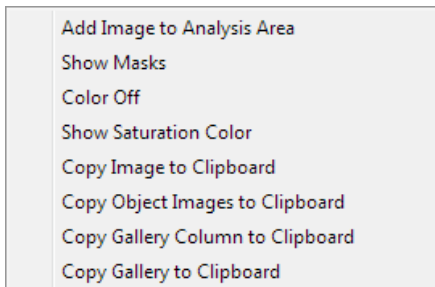 Add Image to Analysis Area
Show Masks
Color Off
Show Saturation Color
Copy Image to Clipboard
Copy Object Images to Clipboard
Copy Gallery Column to Clipboard
Copy Gallery to Clipboard